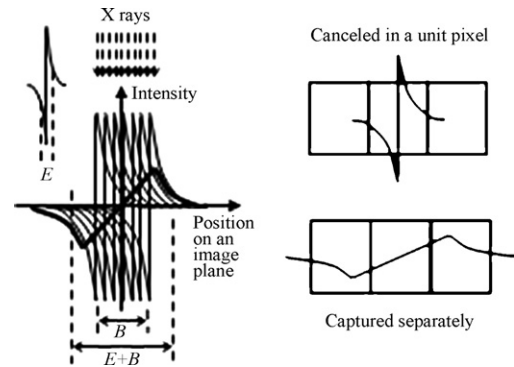 X rays
Intensity
E
Position
on an
image
plane
B
E+B
Canceled in a unit pixel
Captured separately